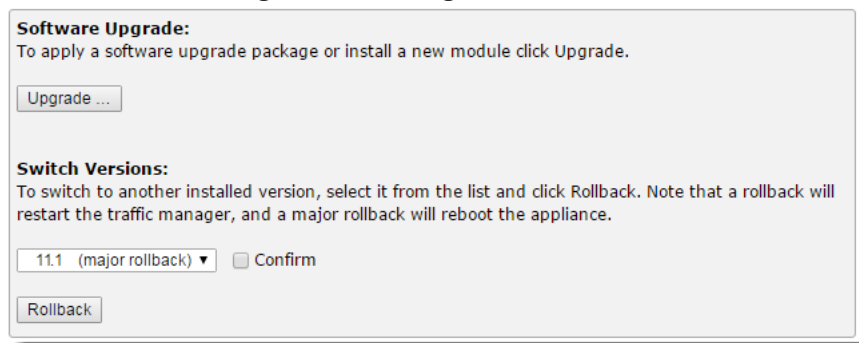 Software Upgrade:
To apply a software upgrade package or install a new module click Upgrade.
Upgrade ...
Switch Versions:
To switch to another installed version, select it from the list and click Rollback. Note that a rollback will
restart the traffic manager, and a major rollback will reboot the appliance.
11.1 (major rollback) ▼ Confirm
Rollback